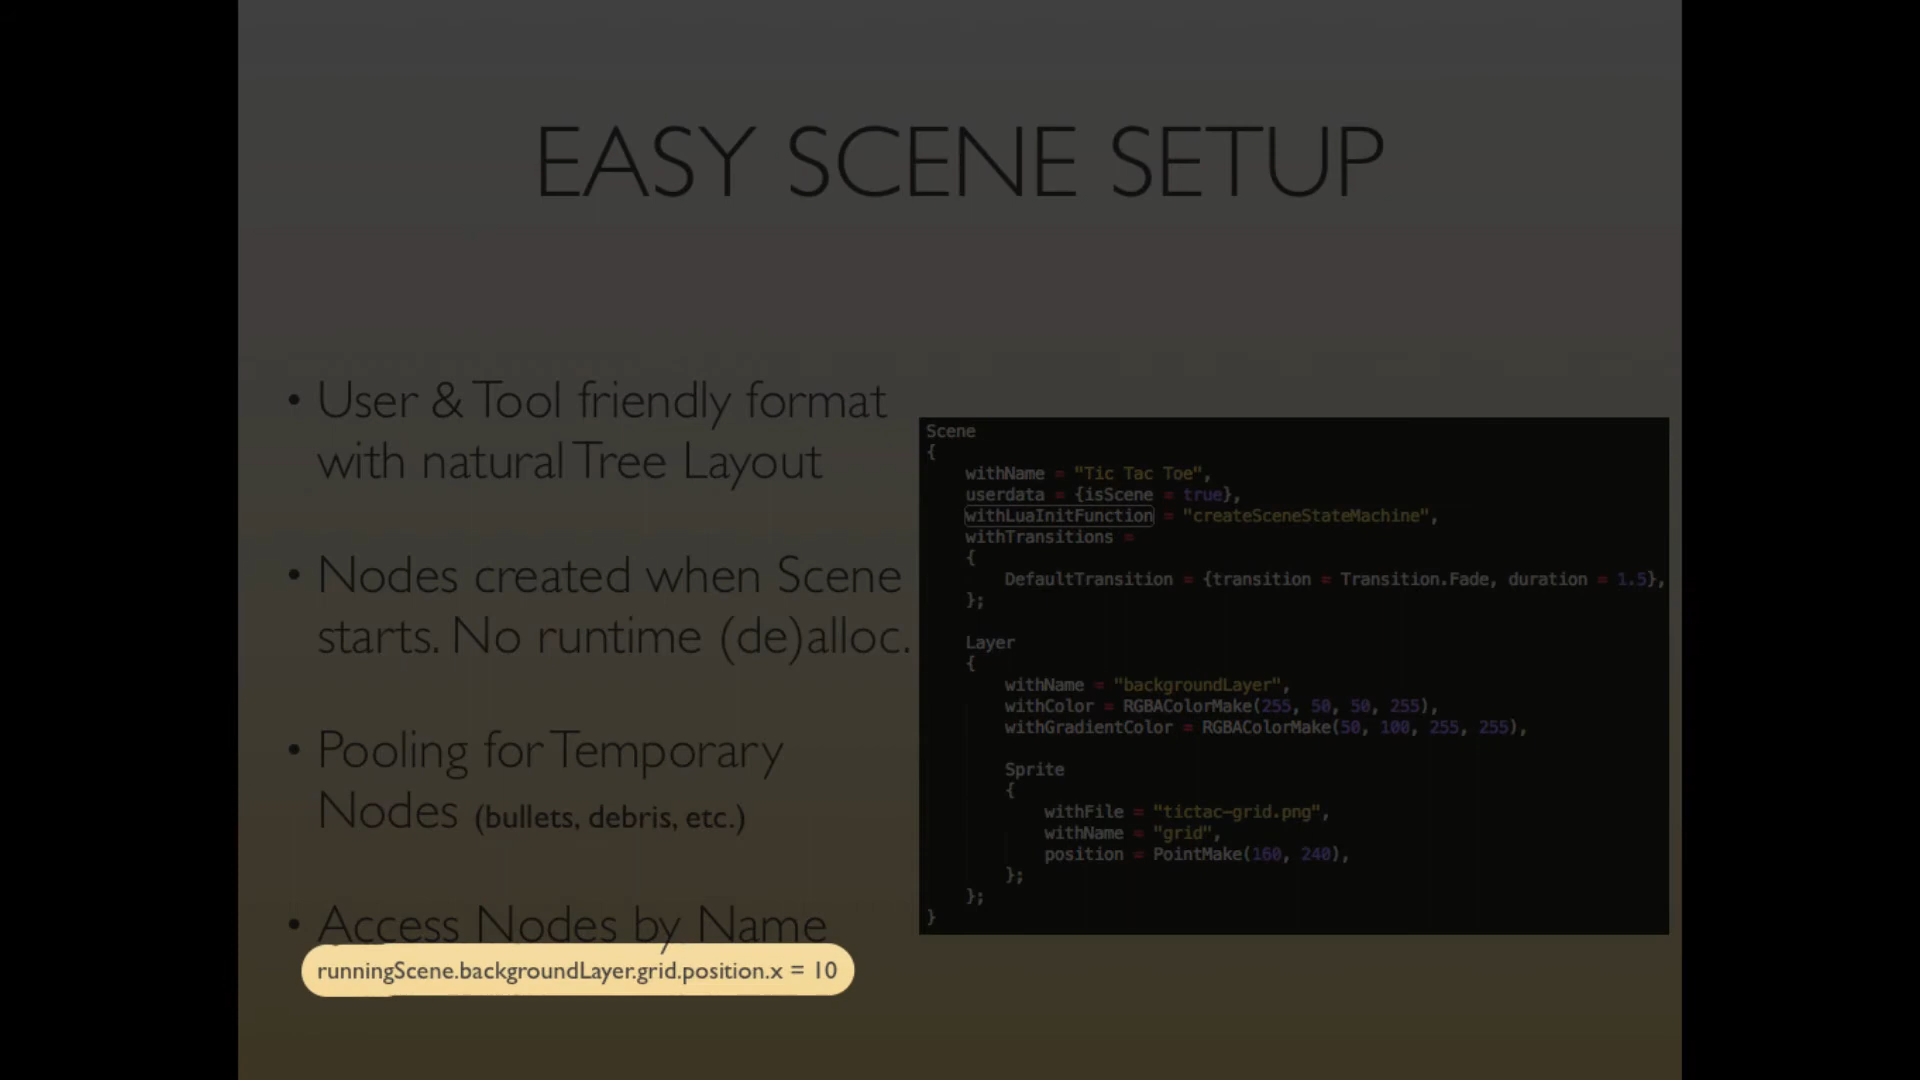 EASY SCENE SETUP
• User & Tool friendly format
with natural Tree Layout
• Nodes created when Scene
starts. No runtime (de)alloc.
• Pooling for Temporary
Nodes (bullets, debris, etc.)
• Access Nodes by Name
runningScene.backgroundLayer.grid.position.x = 10
Scene
{
withName = "Tic Tac Toe",
userdata = {isScene = true},
withLuaInitFunction = "createSceneStateMachine",
withTransitions =
{
DefaultTransition = {transition = Transition.Fade, duration = 1.5},
};
Layer
{
withName = "backgroundLayer",
withColor = RGBAColorMake(255, 50, 50, 255),
withGradientColor = RGBAColorMake(50, 100, 255, 255),
Sprite
{
withFile = "tictac-grid.png",
withName = "grid",
position = PointMake(160, 240),
};
};
}